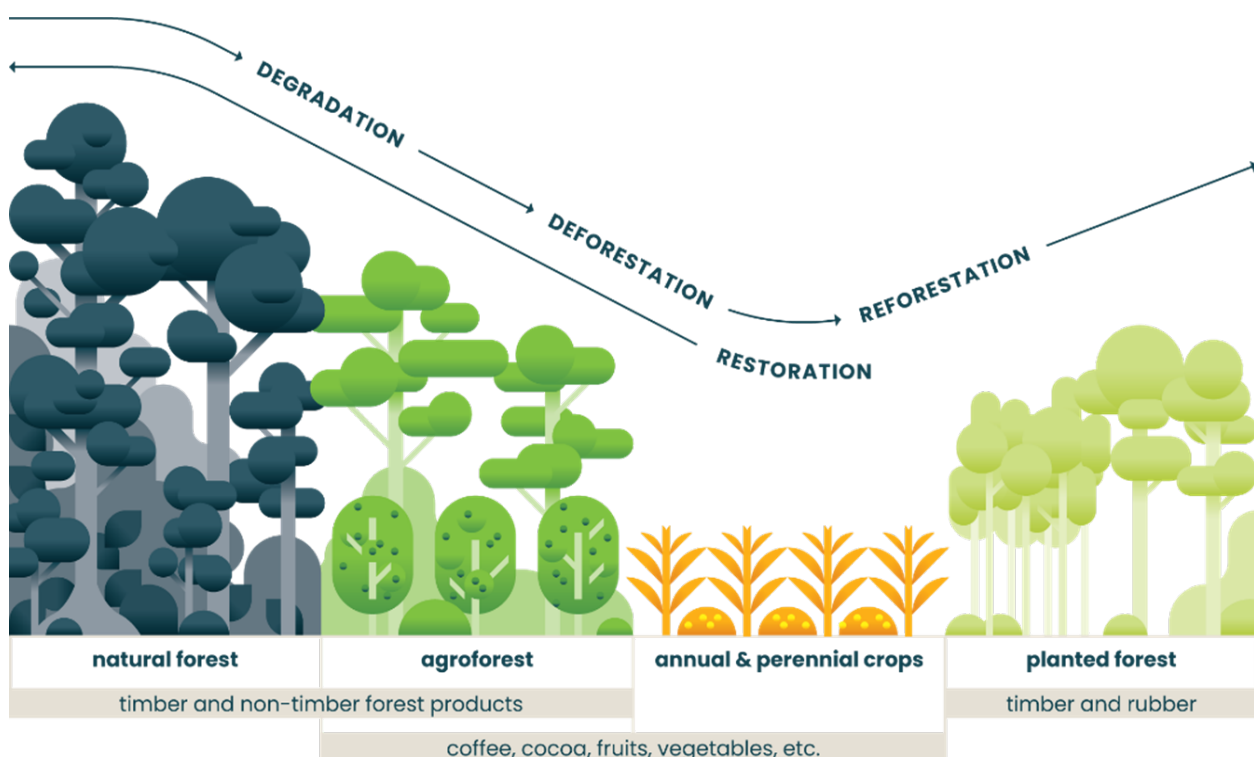 DEGRADATION
DEFORESTATION
REFORESTATION
RESTORATION
natural forest
agroforest
annual & perennial crops
planted forest
timber and non-timber forest products
timber and rubber
coffee, cocoa, fruits, vegetables, etc.